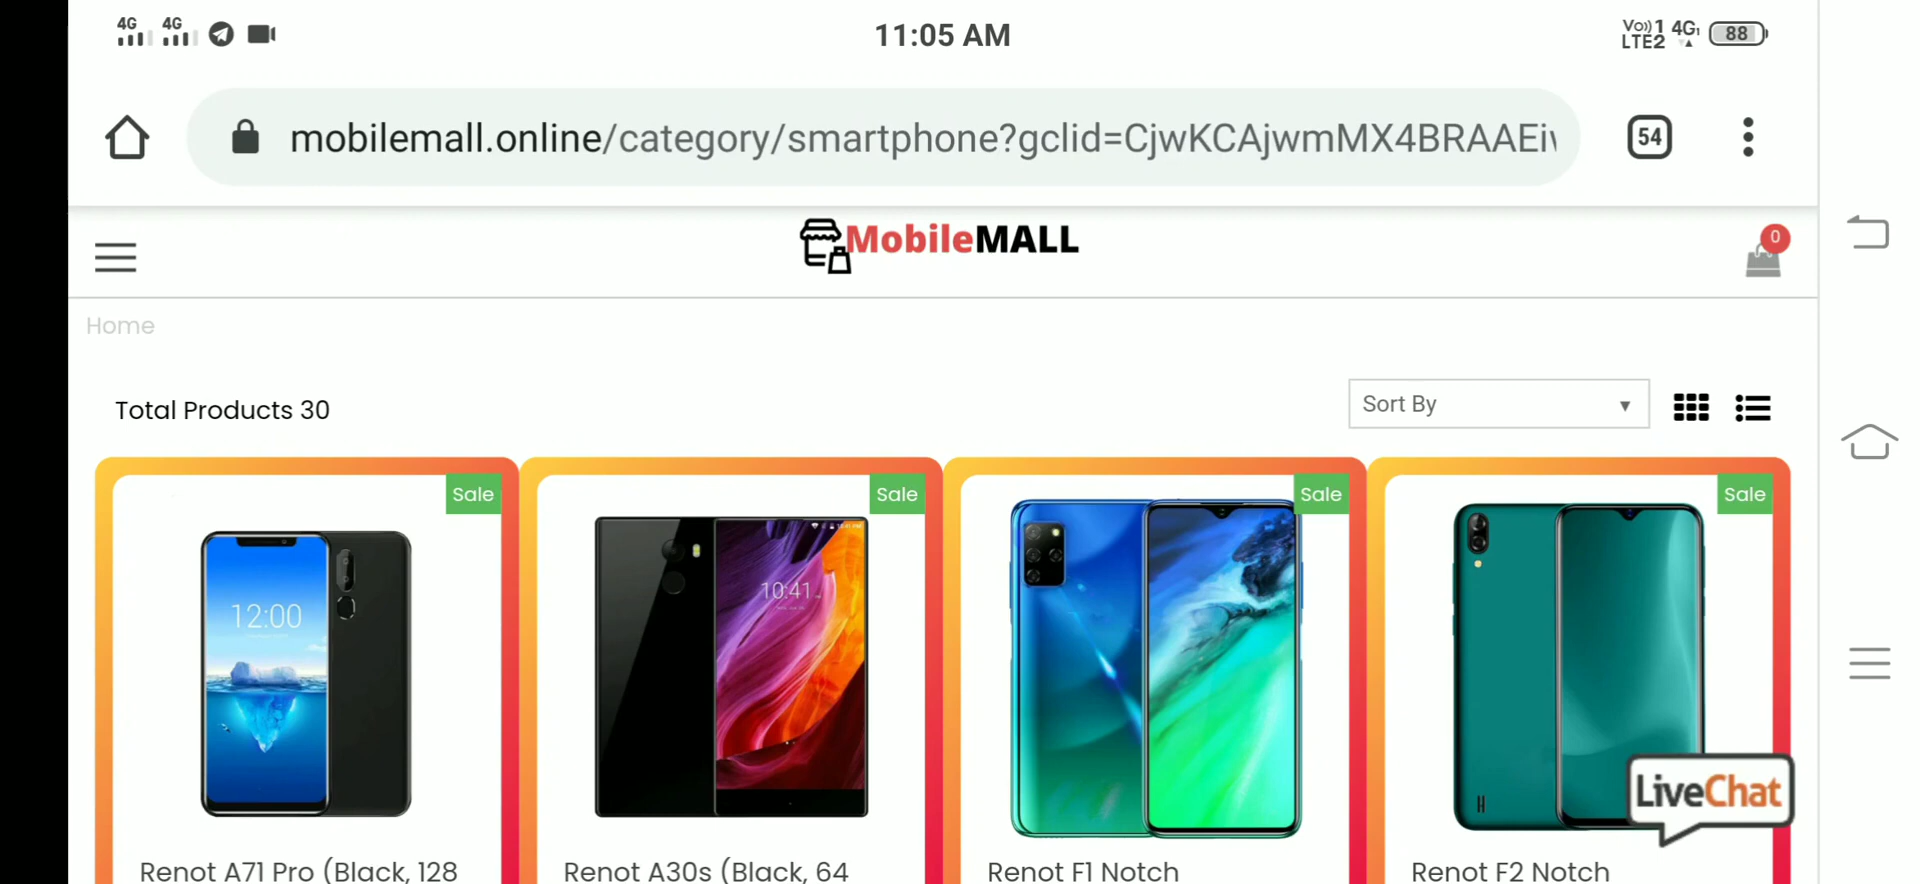 4G 4G 11:05 AM Vo)) 1 4G1 88
LTE2
mobilemall.online/category/smartphone?gclid=CjwKCAjwmMX4BRAAEiv
54
MobileMALL
0
Home
Total Products 30
Sort By
Sale
Sale
Sale
Sale
12:00
10:41
LiveChat
Renot A71 Pro (Black, 128
Renot A30s (Black, 64
Renot F1 Notch
Renot F2 Notch